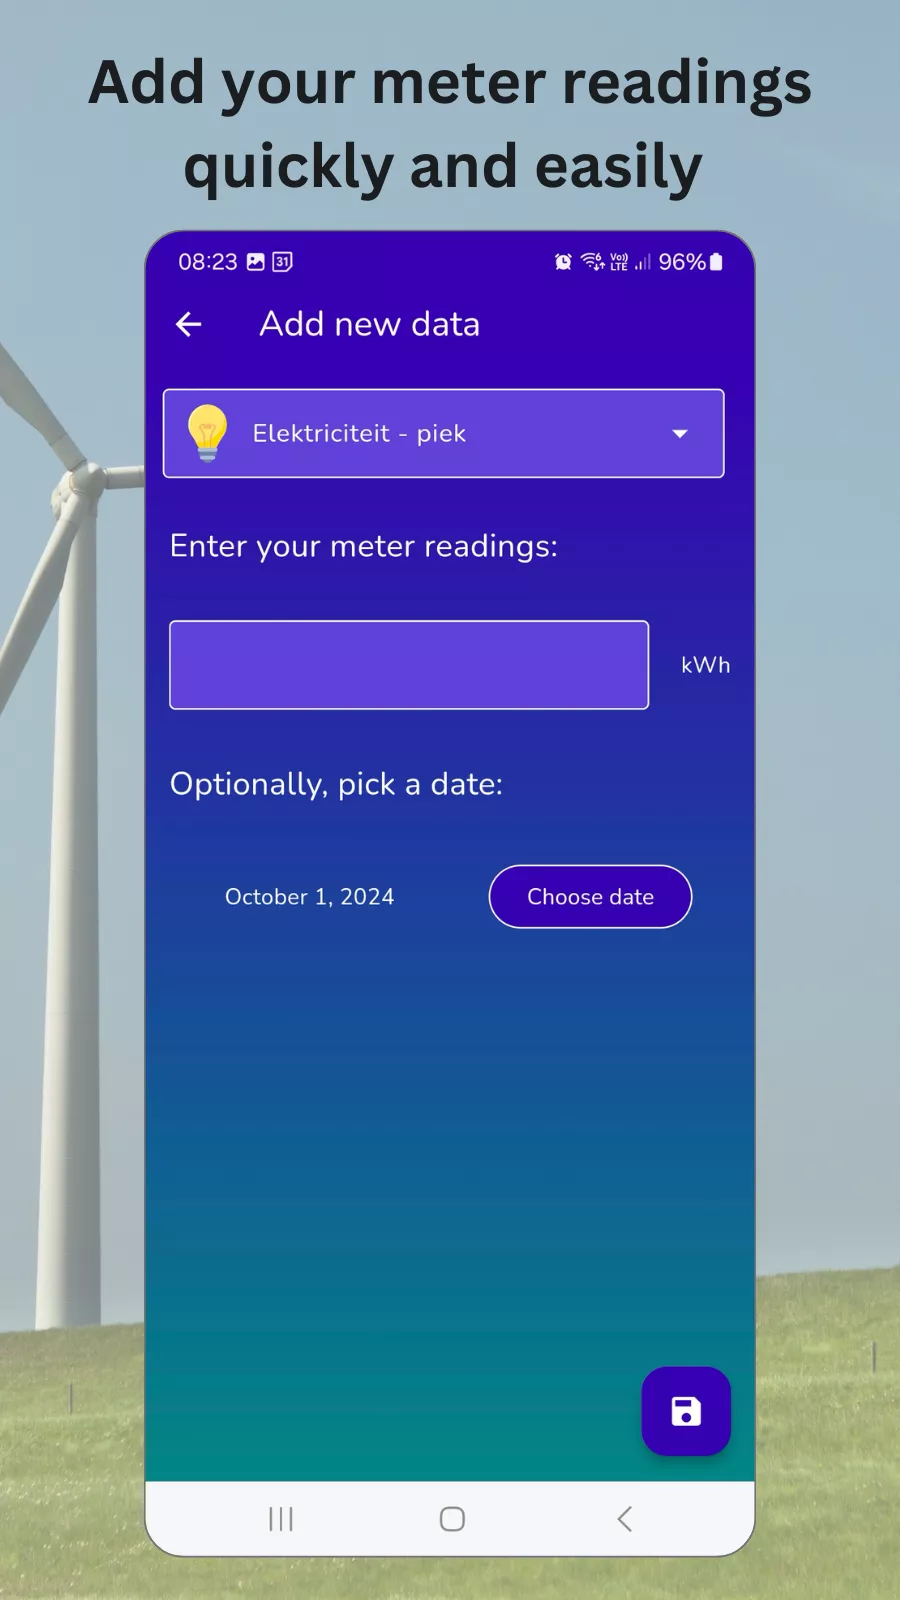 Add your meter readings
quickly and easily
08:23 31 6 Vo)) LTE 96%
Add new data
Elektriciteit - piek
Enter your meter readings:
kWh
Optionally, pick a date:
October 1, 2024 Choose date